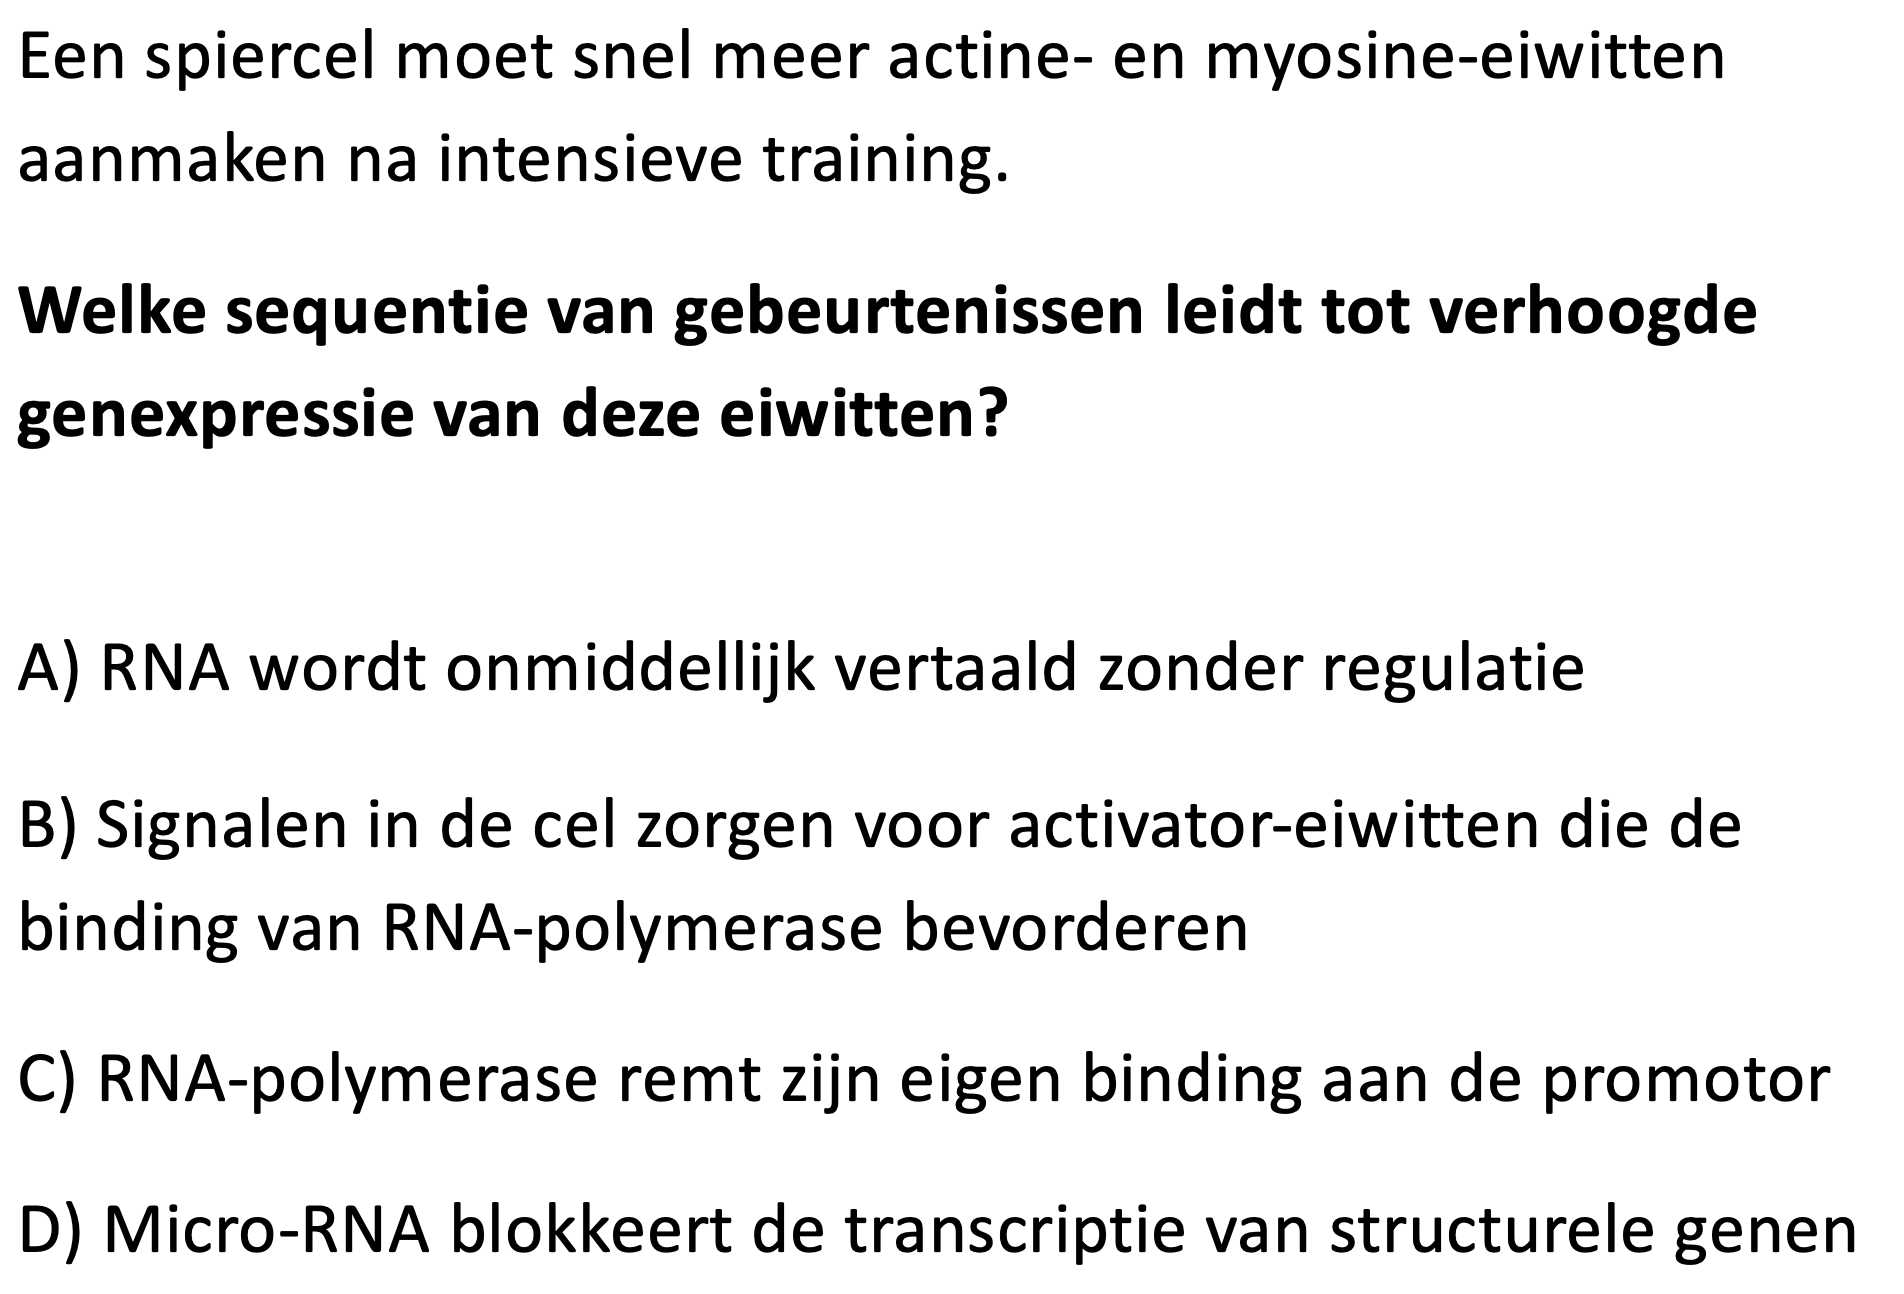 Een spiercel moet snel meer actine- en myosine-eiwitten
aanmaken na intensieve training.
Welke sequentie van gebeurtenissen leidt tot verhoogde
genexpressie van deze eiwitten?
A) RNA wordt onmiddellijk vertaald zonder regulatie
B) Signalen in de cel zorgen voor activator-eiwitten die de
binding van RNA-polymerase bevorderen
C) RNA-polymerase remt zijn eigen binding aan de promotor
D) Micro-RNA blokkeert de transcriptie van structurele genen